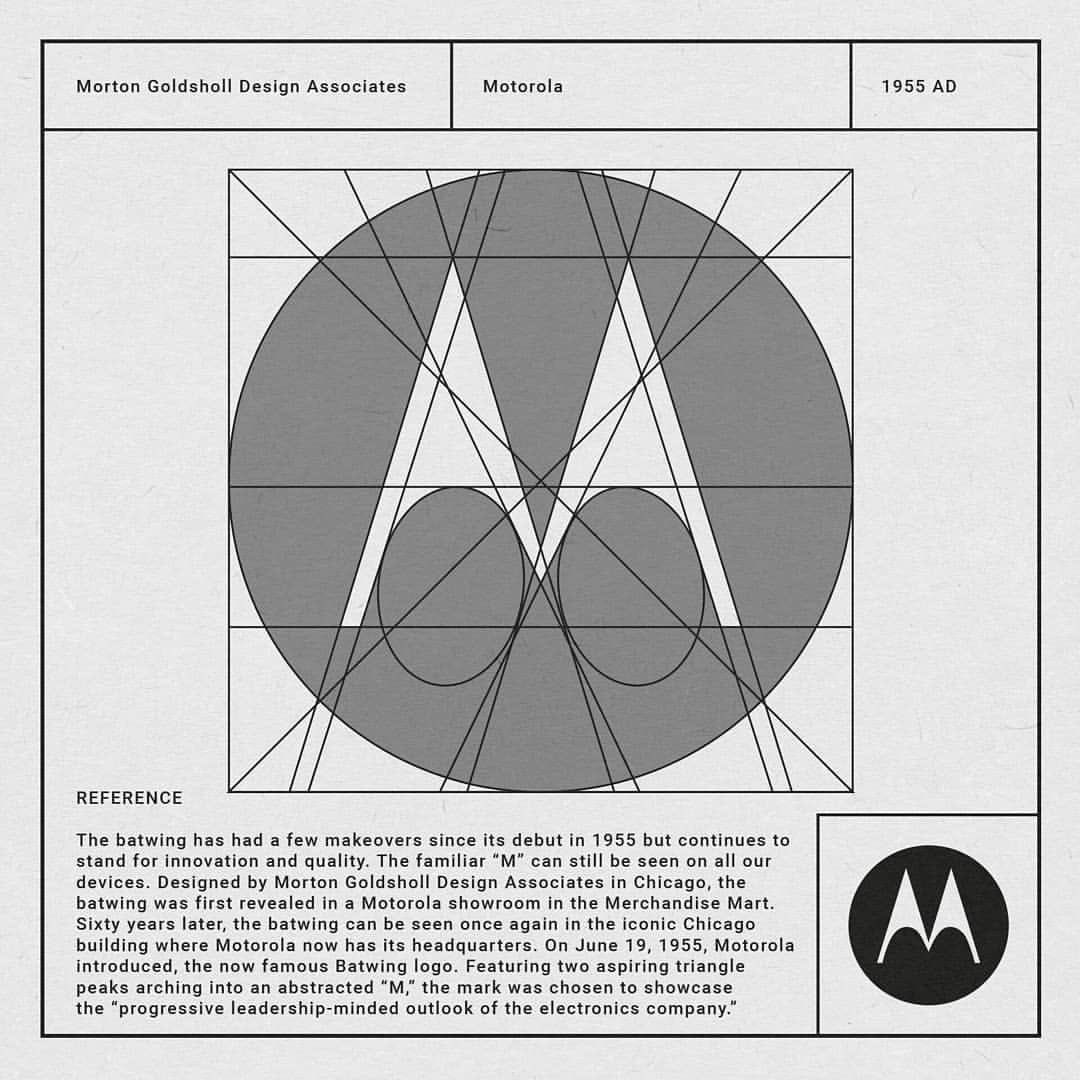 Morton Goldsholl Design Associates
Motorola
1955 AD
REFERENCE
The batwing has had a few makeovers since its debut in 1955 but continues to
stand for innovation and quality. The familiar “M” can still be seen on all our
devices. Designed by Morton Goldsholl Design Associates in Chicago, the
batwing was first revealed in a Motorola showroom in the Merchandise Mart.
Sixty years later, the batwing can be seen once again in the iconic Chicago
building where Motorola now has its headquarters. On June 19, 1955, Motorola
introduced, the now famous Batwing logo. Featuring two aspiring triangle
peaks arching into an abstracted “M,” the mark was chosen to showcase
the “progressive leadership-minded outlook of the electronics company.”